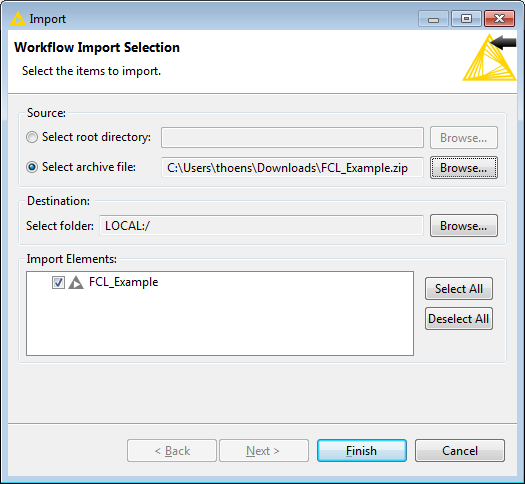 Import
Workflow Import Selection
Select the items to import.
Source:
Select root directory: Browse...
Select archive file: C:\Users\thoens\Downloads\FCL_Example.zip Browse...
Destination:
Select folder: LOCAL:/ Browse...
Import Elements:
FCL_Example
Select All
Deselect All
< Back Next > Finish Cancel